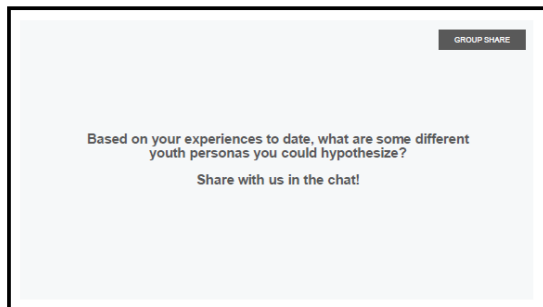 GROUP SHARE
Based on your experiences to date, what are some different
youth personas you could hypothesize?
Share with us in the chat!